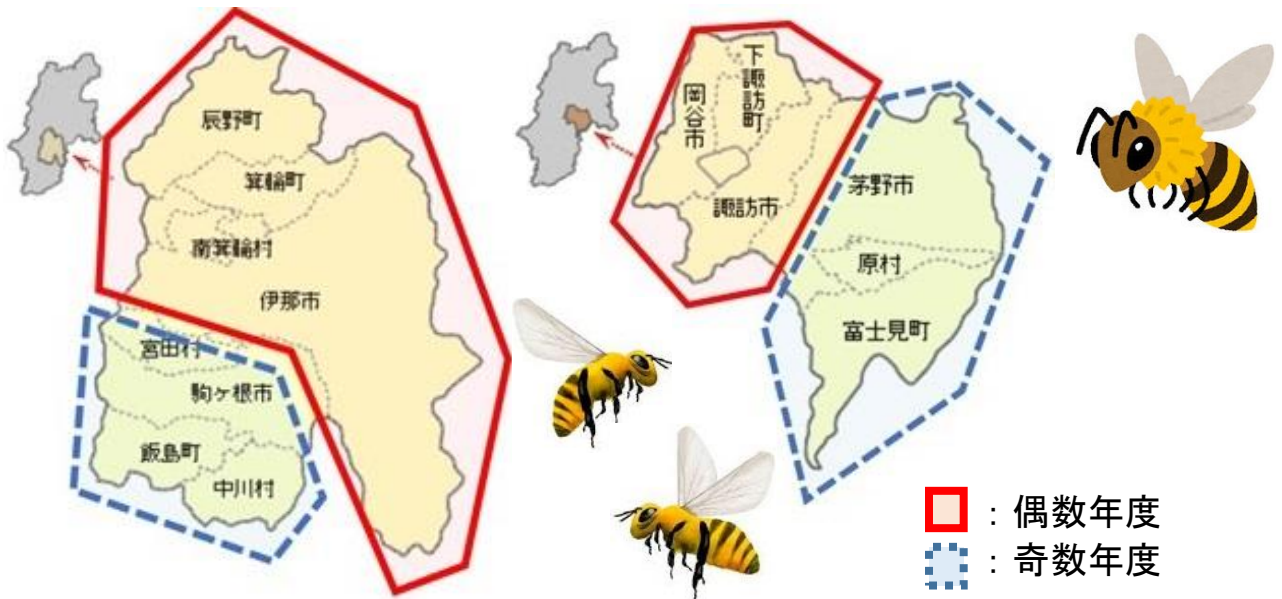 辰野町
箕輪町
南箕輪村
伊那市
宮田村
駒ヶ根市
飯島町
中川村
下諏訪町
岡谷市
諏訪市
茅野市
原村
富士見町
：偶数年度
：奇数年度